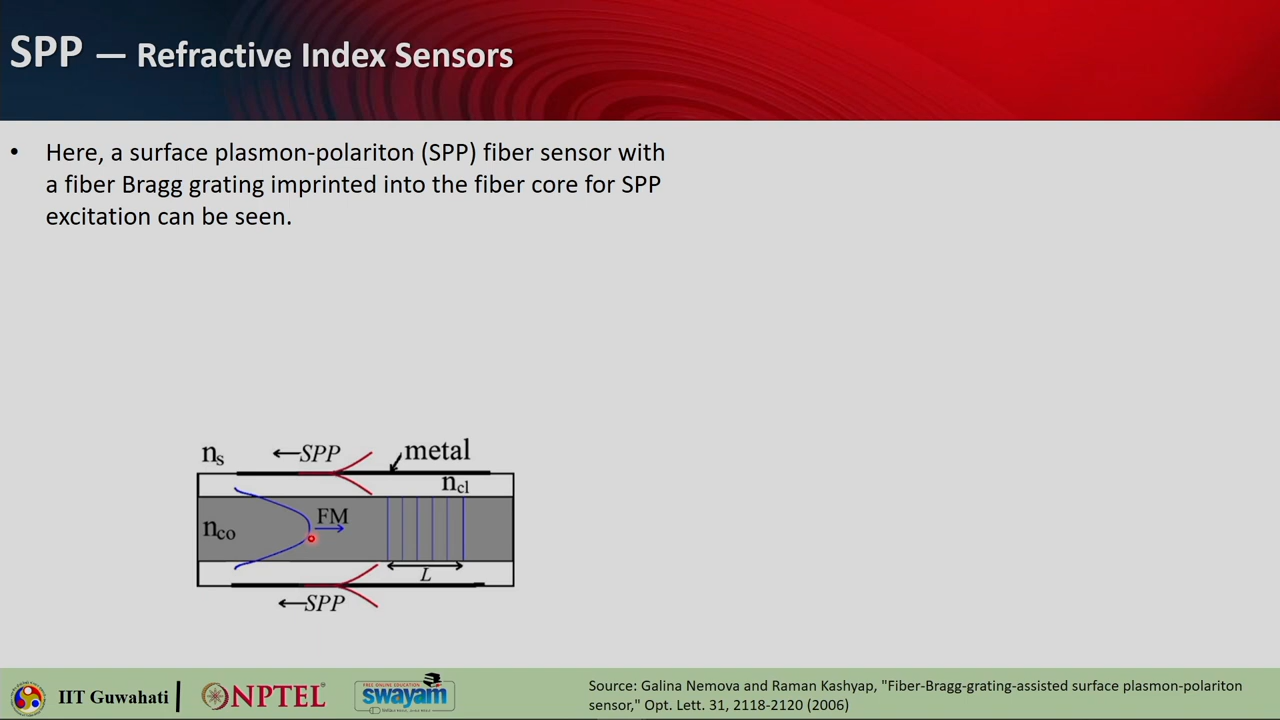 SPP — Refractive Index Sensors
• Here, a surface plasmon-polariton (SPP) fiber sensor with
a fiber Bragg grating imprinted into the fiber core for SPP
excitation can be seen.
ns
←SPP
metal
ncl
nco
FM
L
←SPP
IIT Guwahati
NPTEL
FREE ONLINE EDUCATION
swayam
Source: Galina Nemova and Raman Kashyap, "Fiber-Bragg-grating-assisted surface plasmon-polariton
sensor," Opt. Lett. 31, 2118-2120 (2006)